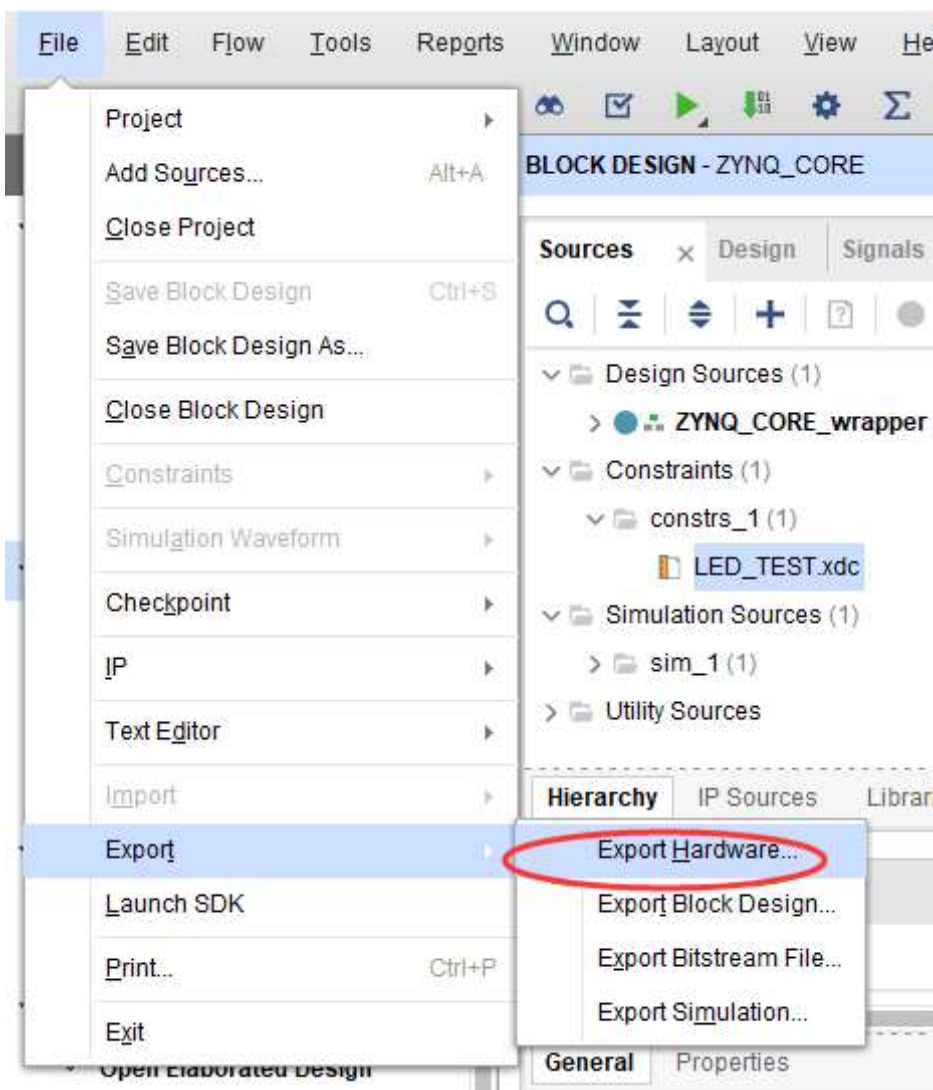 File Edit Flow Tools Reports Window Layout View He
Project
Add Sources... Alt+A
Close Project
Save Block Design Ctrl+S
Save Block Design As...
Close Block Design
Constraints
Simulation Waveform
Checkpoint
IP
Text Editor
Import
Export
Launch SDK
Print... Ctrl+P
Exit
Open Elaborated Design
BLOCK DESIGN - ZYNQ_CORE
Sources Design Signals
Design Sources (1)
ZYNQ_CORE_wrapper
Constraints (1)
constrs_1 (1)
LED_TEST.xdc
Simulation Sources (1)
sim_1 (1)
Utility Sources
Hierarchy IP Sources Librar
Export Hardware...
Export Block Design...
Export Bitstream File...
Export Simulation...
General Properties